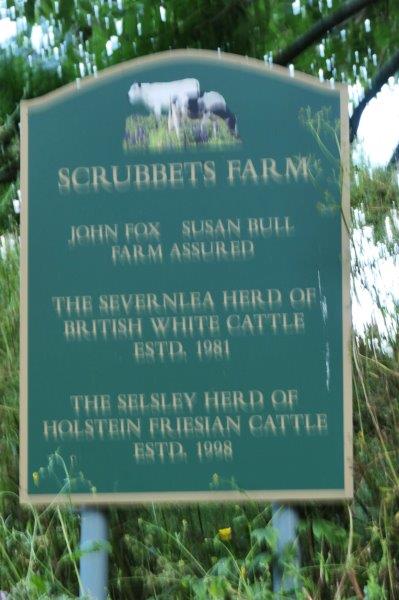 SCRUBBETS FARM
JOHN FOX SUSAN BULL
FARM ASSURED
THE SEVERNLEA HERD OF
BRITISH WHITE CATTLE
ESTD. 1981
THE SELSLEY HERD OF
HOLSTEIN FRIESIAN CATTLE
ESTD. 1998